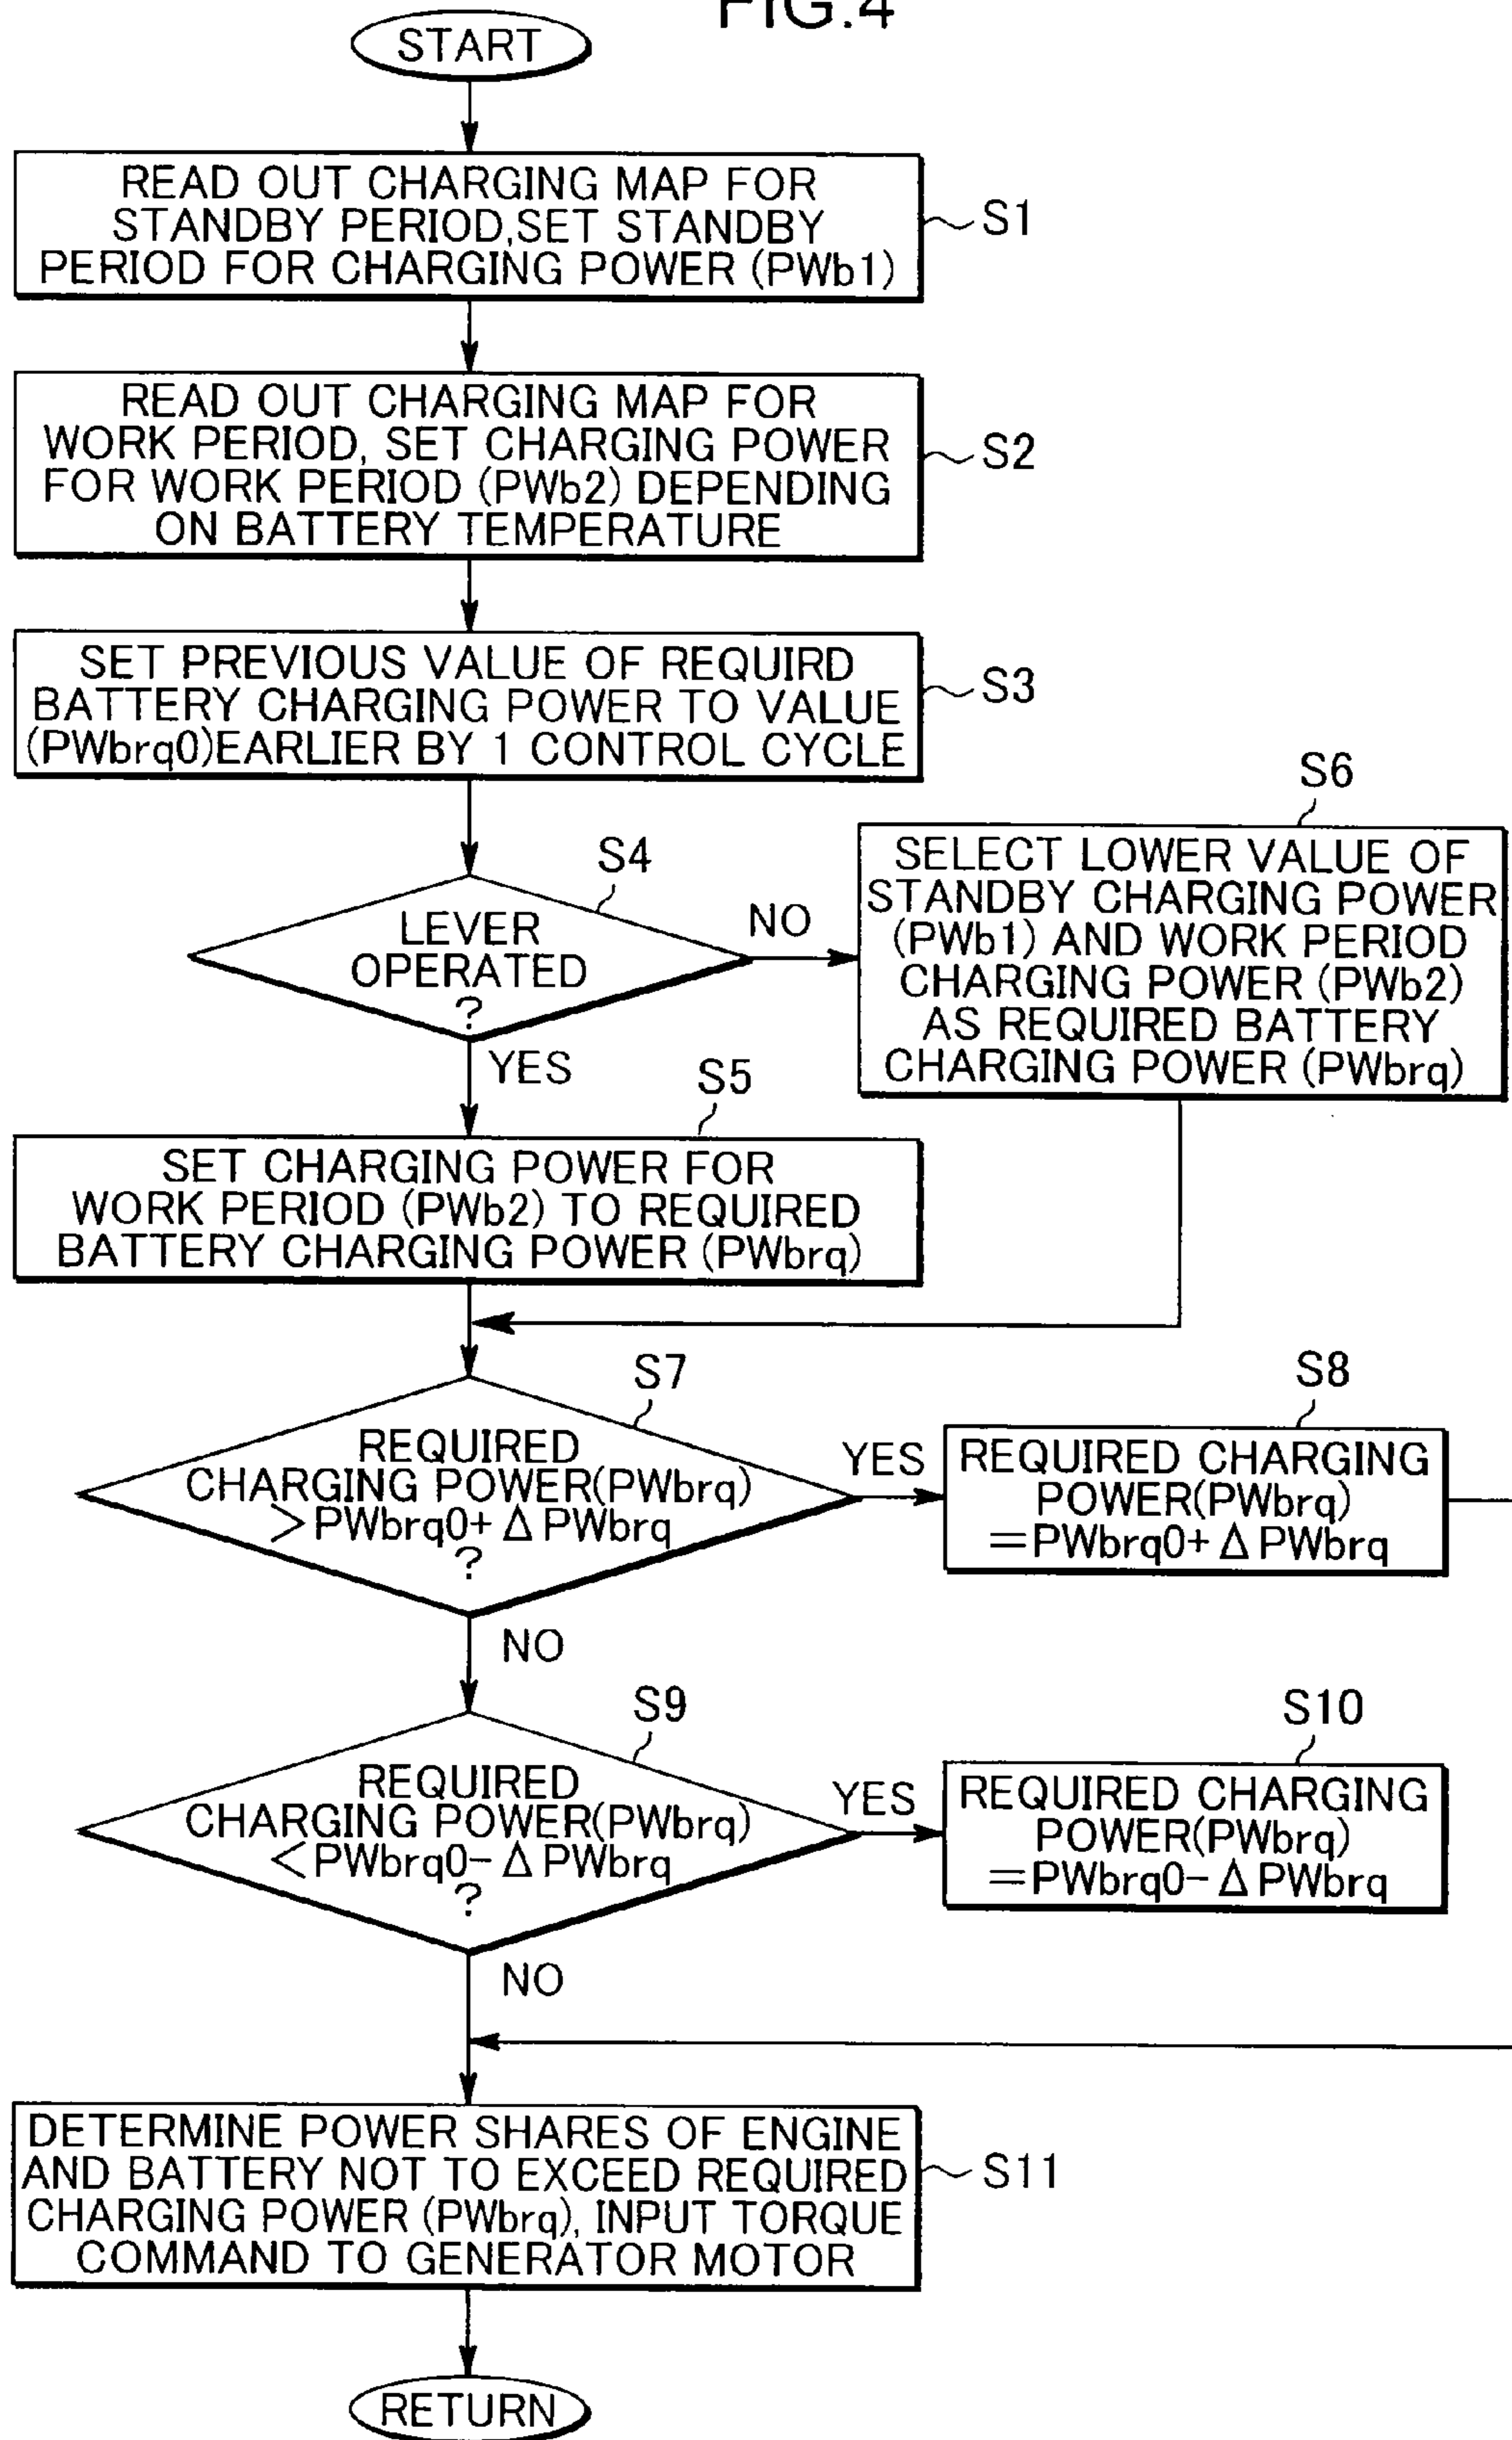 FIG.4
START
READ OUT CHARGING MAP FOR
STANDBY PERIOD,SET STANDBY
PERIOD FOR CHARGING POWER (PWb1)
S1
READ OUT CHARGING MAP FOR
WORK PERIOD, SET CHARGING POWER
FOR WORK PERIOD (PWb2) DEPENDING
ON BATTERY TEMPERATURE
S2
SET PREVIOUS VALUE OF REQUIRD
BATTERY CHARGING POWER TO VALUE
(PWbrq0)EARLIER BY 1 CONTROL CYCLE
S3
S4
LEVER
OPERATED
?
NO
YES
S6
SELECT LOWER VALUE OF
STANDBY CHARGING POWER
(PWb1) AND WORK PERIOD
CHARGING POWER (PWb2)
AS REQUIRED BATTERY
CHARGING POWER (PWbrq)
S5
SET CHARGING POWER FOR
WORK PERIOD (PWb2) TO REQUIRED
BATTERY CHARGING POWER (PWbrq)
S7
REQUIRED
CHARGING POWER(PWbrq)
>PWbrq0+ Δ PWbrq
?
YES
NO
S8
REQUIRED CHARGING
POWER(PWbrq)
=PWbrq0+ Δ PWbrq
S9
REQUIRED
CHARGING POWER(PWbrq)
<PWbrq0- Δ PWbrq
?
YES
NO
S10
REQUIRED CHARGING
POWER(PWbrq)
=PWbrq0- Δ PWbrq
DETERMINE POWER SHARES OF ENGINE
AND BATTERY NOT TO EXCEED REQUIRED
CHARGING POWER (PWbrq), INPUT TORQUE
COMMAND TO GENERATOR MOTOR
S11
RETURN